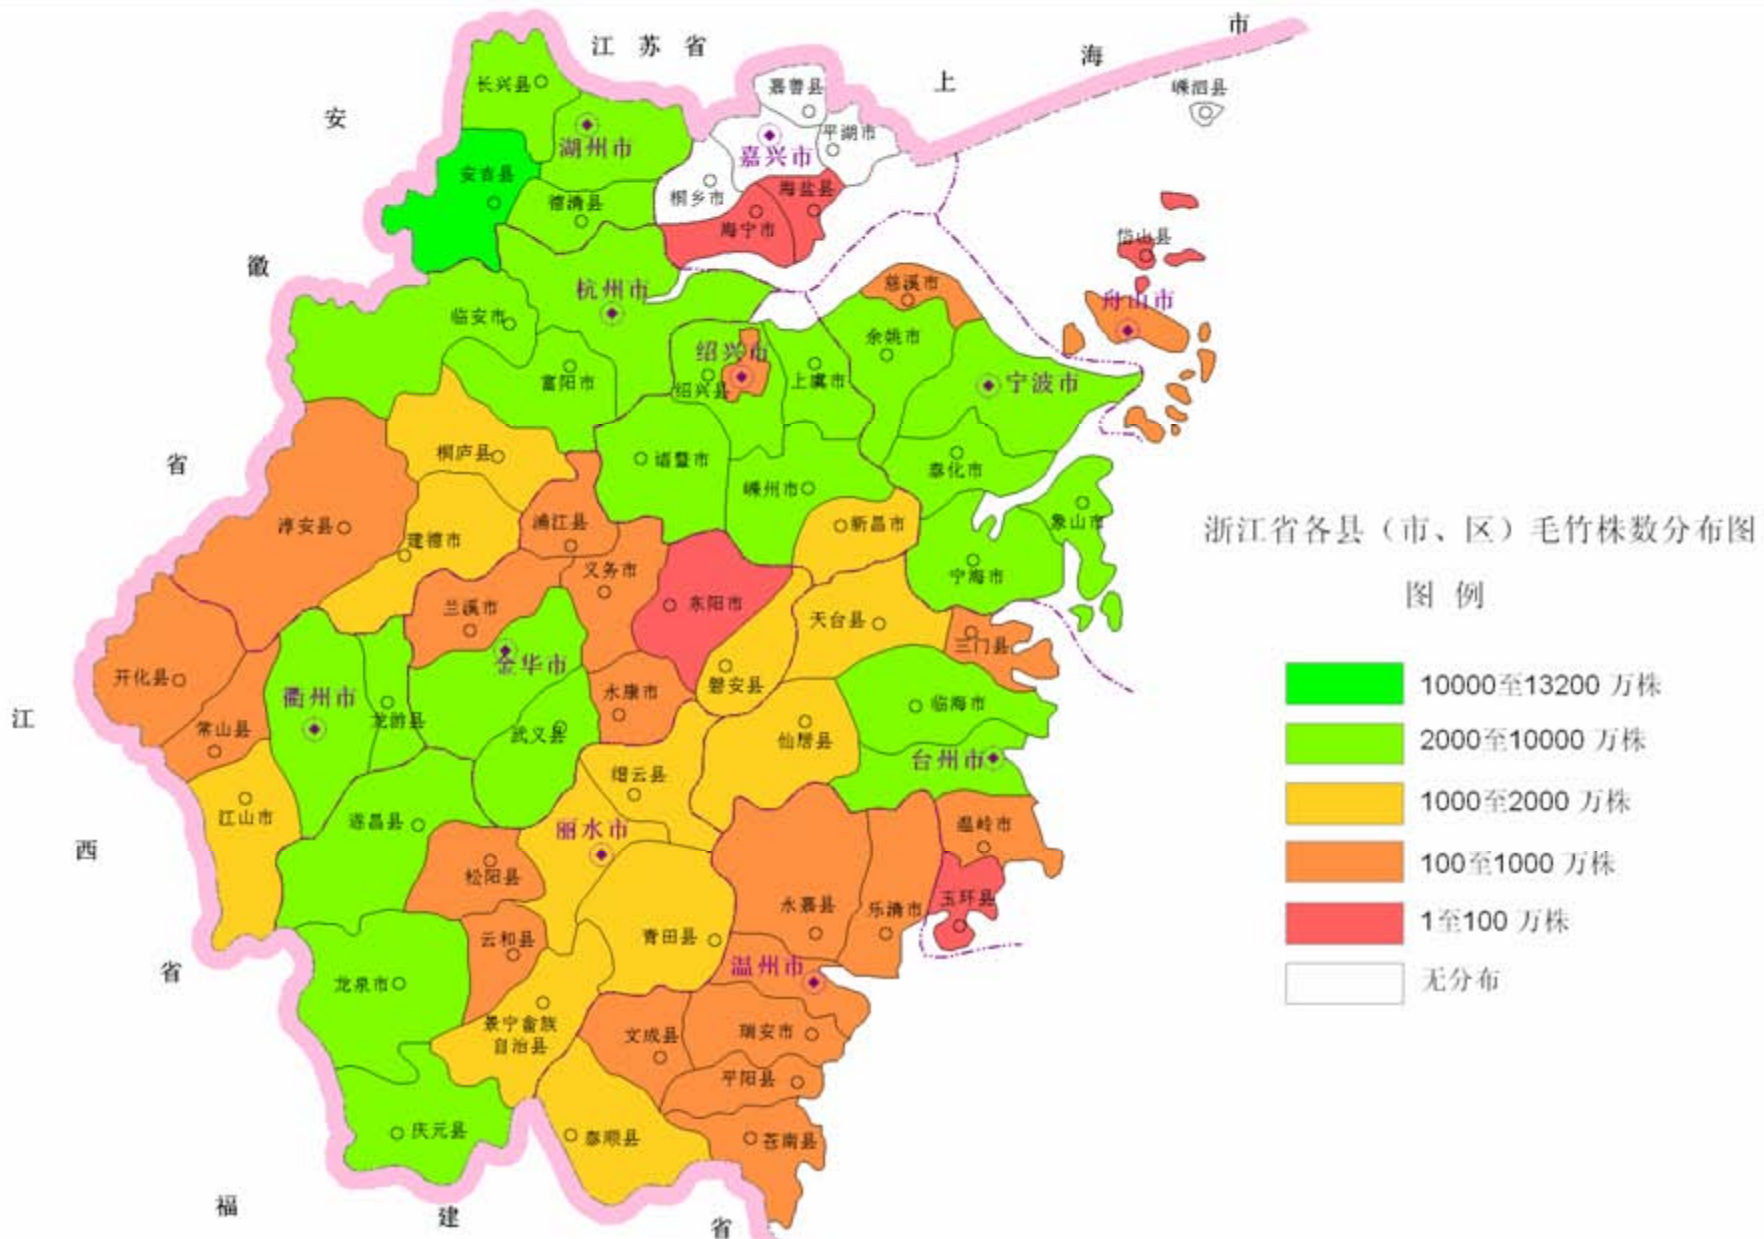 市
江苏省
海
上
嘉善县
嵊泗县
长兴县
安
平湖市
湖州市
嘉兴市
安吉县
海盐县
桐乡市
德清县
海宁市
岱山县
徽
慈溪市
杭州市
舟山市
临安市
余姚市
绍兴市
富阳市
绍兴县
上虞市
宁波市
桐庐县
诸暨市
省
奉化市
嵊州市
淳安县
浦江县
新昌市
象山市
浙江省各县（市、区）毛竹株数分布图
建德市
义务市
宁海市
图 例
兰溪市
东阳市
天台县
三门县
金华市
开化县
磐安县
10000至13200 万株
衢州市
永康市
临海市
江
龙游县
常山县
武义县
仙居县
2000至10000 万株
台州市
缙云县
1000至2000 万株
江山市
遂昌县
丽水市
温岭市
西
100至1000 万株
松阳县
永嘉县
乐清市
玉环县
1至100 万株
云和县
青田县
温州市
省
龙泉市
无分布
景宁畲族
自治县
文成县
瑞安市
平阳县
庆元县
泰顺县
苍南县
福
建
省